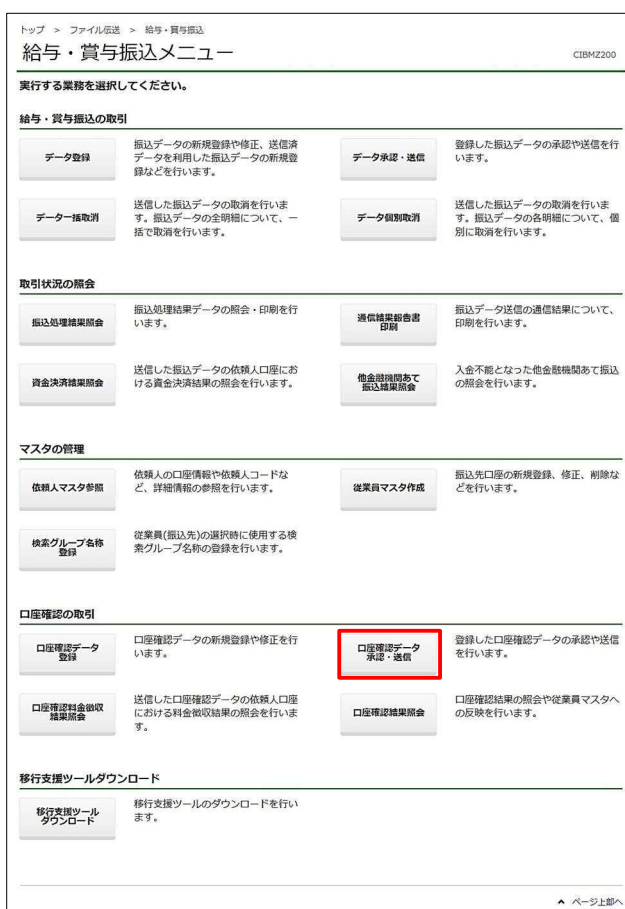 トップ > ファイル伝送 > 給与・賞与振込
給与・賞与振込メニュー
CIBMZ200
実行する業務を選択してください。
給与・賞与振込の取引
データ登録
振込データの新規登録や修正、送信済
データを利用した振込データの新規登
録などを行います。
データ承認・送信
登録した振込データの承認や送信を行
います。
データ一括取消
送信した振込データの取消を行いま
す。振込データの全明細について、一
括で取消を行います。
データ個別取消
送信した振込データの取消を行いま
す。振込データの各明細について、個
別に取消を行います。
取引状況の照会
振込処理結果照会
振込処理結果データの照会・印刷を行
います。
通信結果報告書
印刷
振込データ送信の通信結果について、
印刷を行います。
資金決済結果照会
送信した振込データの依頼人口座にお
ける資金決済結果の照会を行います。
他金融機関あて
振込結果照会
入金不能となった他金融機関あて振込
の照会を行います。
マスタの管理
依頼人マスタ参照
依頼人の口座情報や依頼人コードな
ど、詳細情報の参照を行います。
従業員マスタ作成
振込先口座の新規登録、修正、削除な
どを行います。
検索グループ名称
登録
従業員(振込先)の選択時に使用する検
索グループ名称の登録を行います。
口座確認の取引
口座確認データ
登録
口座確認データの新規登録や修正を行
います。
口座確認データ
承認・送信
登録した口座確認データの承認や送信
を行います。
口座確認料金徴収
結果照会
送信した口座確認データの依頼人口座
における料金徴収結果の照会を行いま
す。
口座確認結果照会
口座確認結果の照会や従業員マスタへ
の反映を行います。
移行支援ツールダウンロード
移行支援ツール
ダウンロード
移行支援ツールのダウンロードを行い
ます。
ページ上部へ